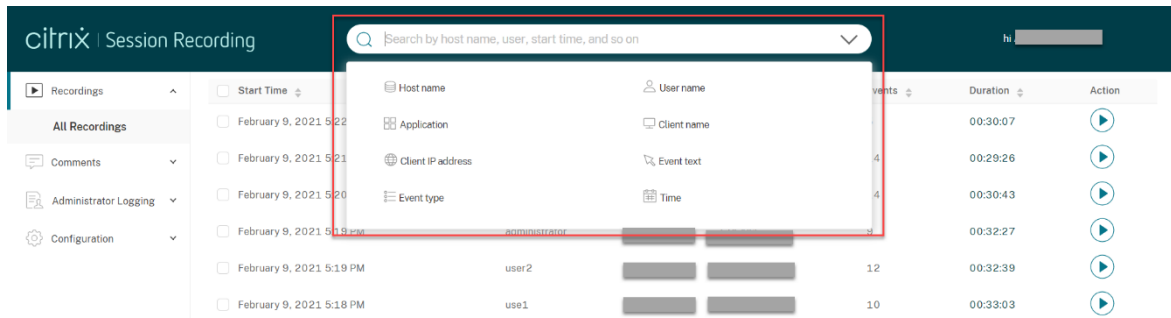 citrix | Session Recording
Search by host name, user, start time, and so on
hi
Recordings
Start Time
Host name
User name
Duration
Action
All Recordings
February 9, 2021 5:22
Application
Client name
00:30:07
Comments
February 9, 2021 5:21
Client IP address
Event text
4
00:29:26
Administrator Logging
February 9, 2021 5:20
Event type
Time
4
00:30:43
Configuration
February 9, 2021 5:19 PM
administrator
9
00:32:27
February 9, 2021 5:19 PM
user2
12
00:32:39
February 9, 2021 5:18 PM
use1
10
00:33:03